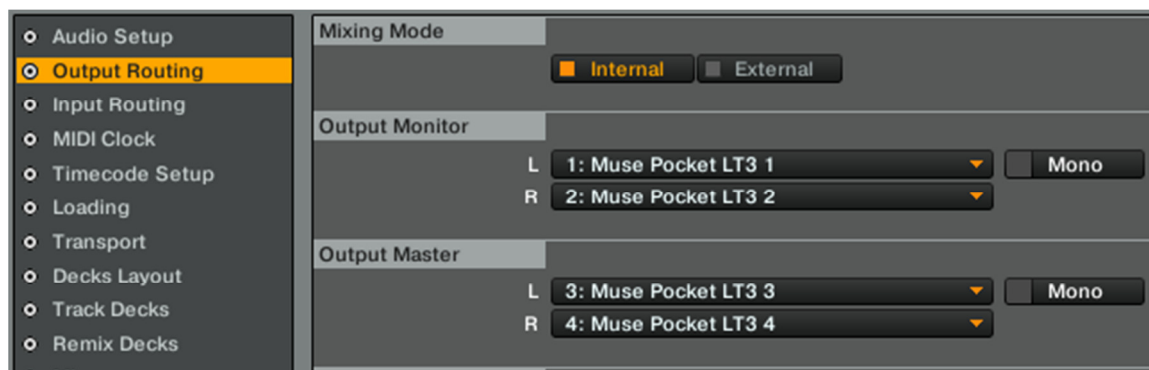 Audio Setup
Output Routing
Input Routing
MIDI Clock
Timecode Setup
Loading
Transport
Decks Layout
Track Decks
Remix Decks
Mixing Mode
Internal External
Output Monitor
L 1: Muse Pocket LT3 1 Mono
R 2: Muse Pocket LT3 2
Output Master
L 3: Muse Pocket LT3 3 Mono
R 4: Muse Pocket LT3 4